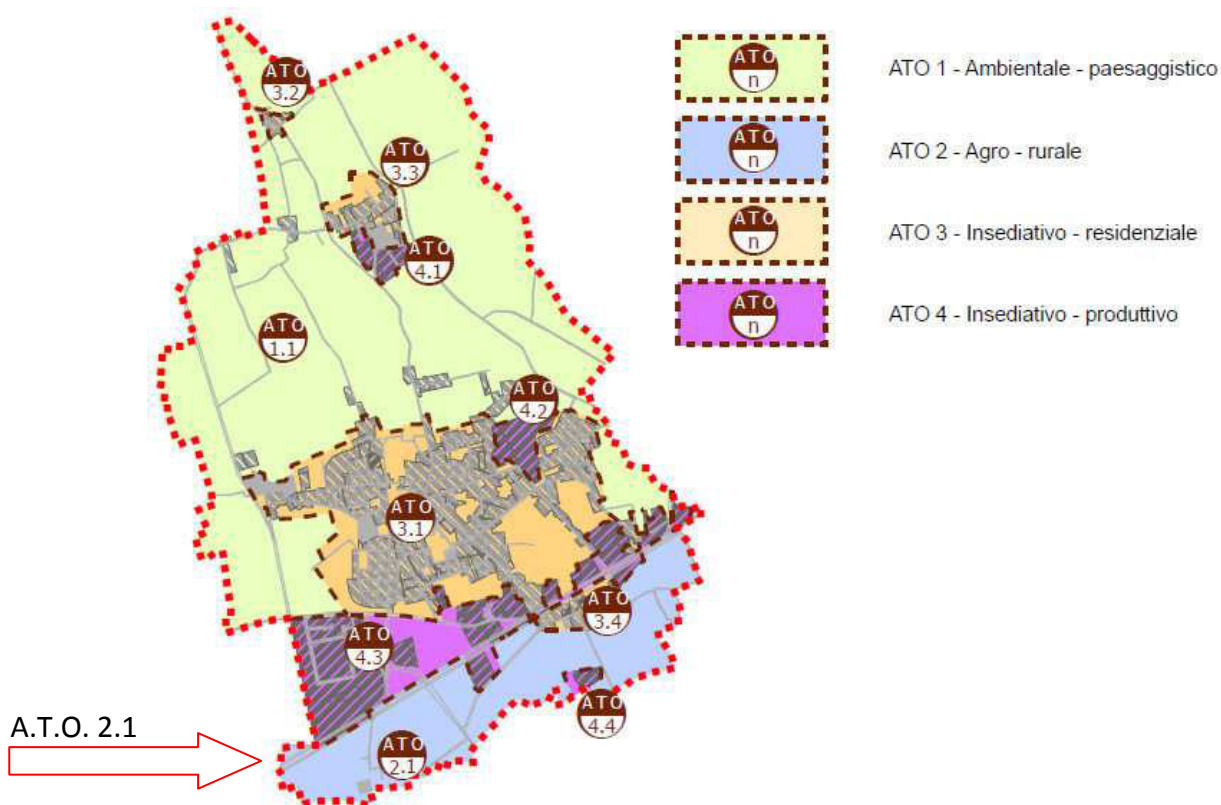 ATO
3.2
ATO
3.3
ATO
4.1
ATO
1.1
ATO
4.2
ATO
3.1
ATO
3.4
ATO
4.3
ATO
4.4
ATO
2.1
A.T.O. 2.1
ATO
n
ATO 1 - Ambientale - paesaggistico
ATO
n
ATO 2 - Agro - rurale
ATO
n
ATO 3 - Insediativo - residenziale
ATO
n
ATO 4 - Insediativo - produttivo